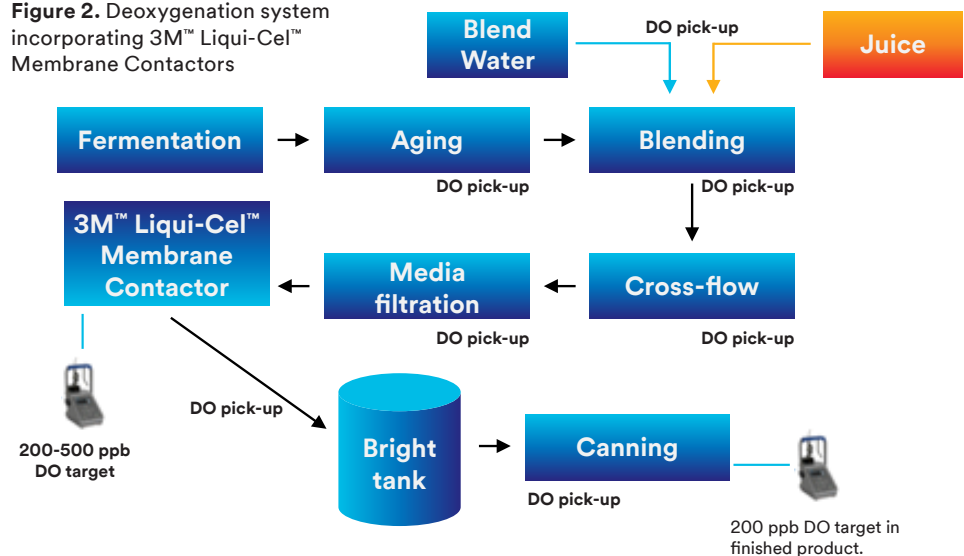 Figure 2. Deoxygenation system
incorporating 3M™ Liqui-Cel™
Membrane Contactors
Blend
Water
DO pick-up
Juice
Fermentation
Aging
Blending
DO pick-up
DO pick-up
3M™ Liqui-Cel™
Membrane
Contactor
Media
filtration
Cross-flow
DO pick-up
DO pick-up
DO pick-up
200-500 ppb
DO target
Bright
tank
Canning
DO pick-up
200 ppb DO target in
finished product.